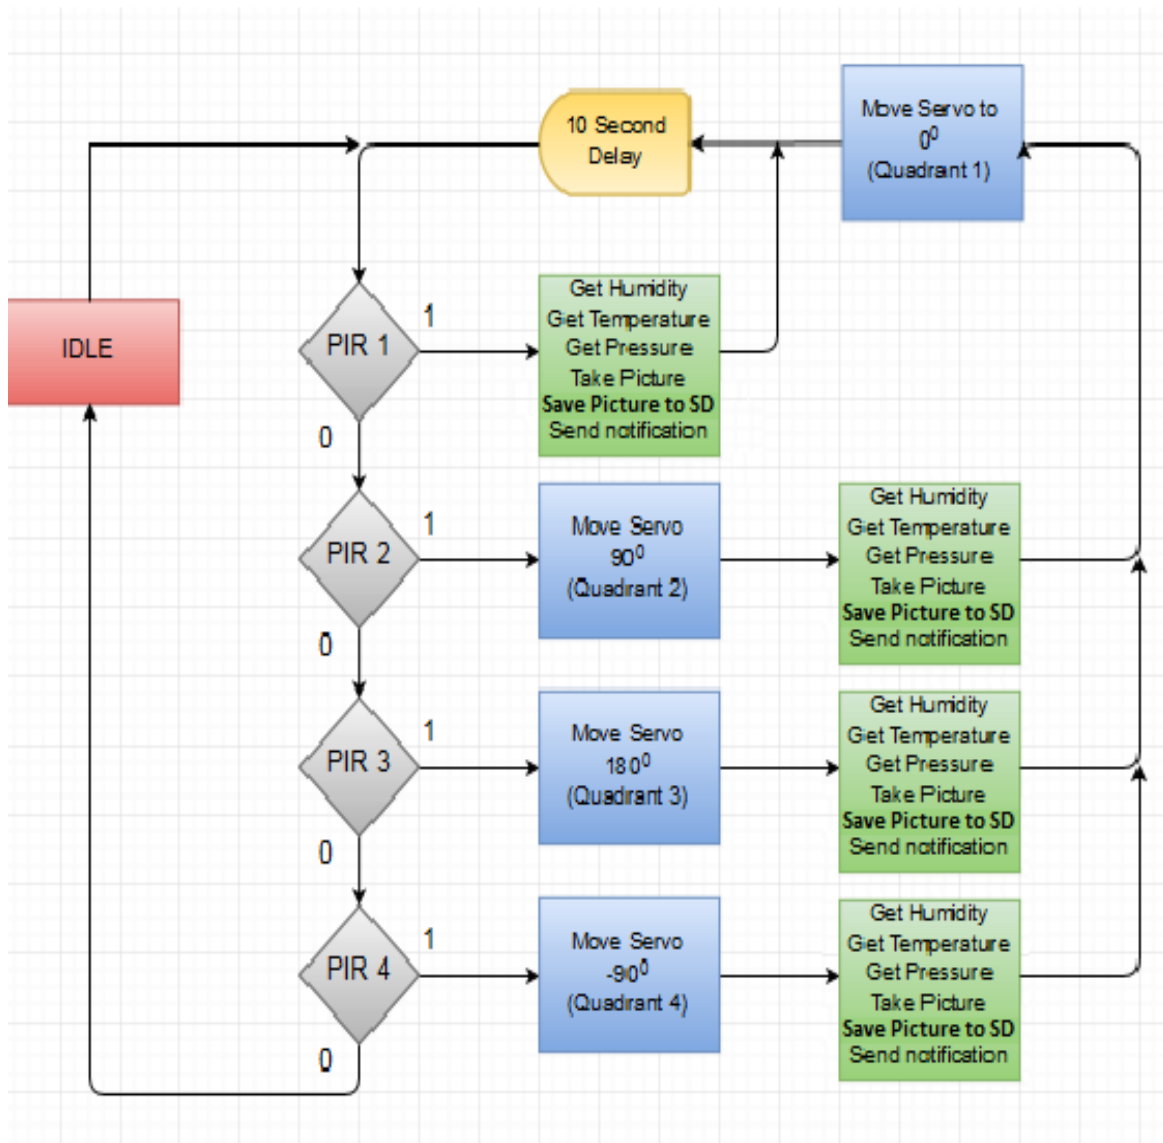 10 Second
Delay
Move Servo to
0⁰
(Quadrant 1)
IDLE
PIR 1
1
0
Get Humidity
Get Temperature
Get Pressure
Take Picture
Save Picture to SD
Send notification
PIR 2
1
0
Move Servo
90⁰
(Quadrant 2)
Get Humidity
Get Temperature
Get Pressure
Take Picture
Save Picture to SD
Send notification
PIR 3
1
0
Move Servo
180⁰
(Quadrant 3)
Get Humidity
Get Temperature
Get Pressure
Take Picture
Save Picture to SD
Send notification
PIR 4
1
0
Move Servo
-90⁰
(Quadrant 4)
Get Humidity
Get Temperature
Get Pressure
Take Picture
Save Picture to SD
Send notification